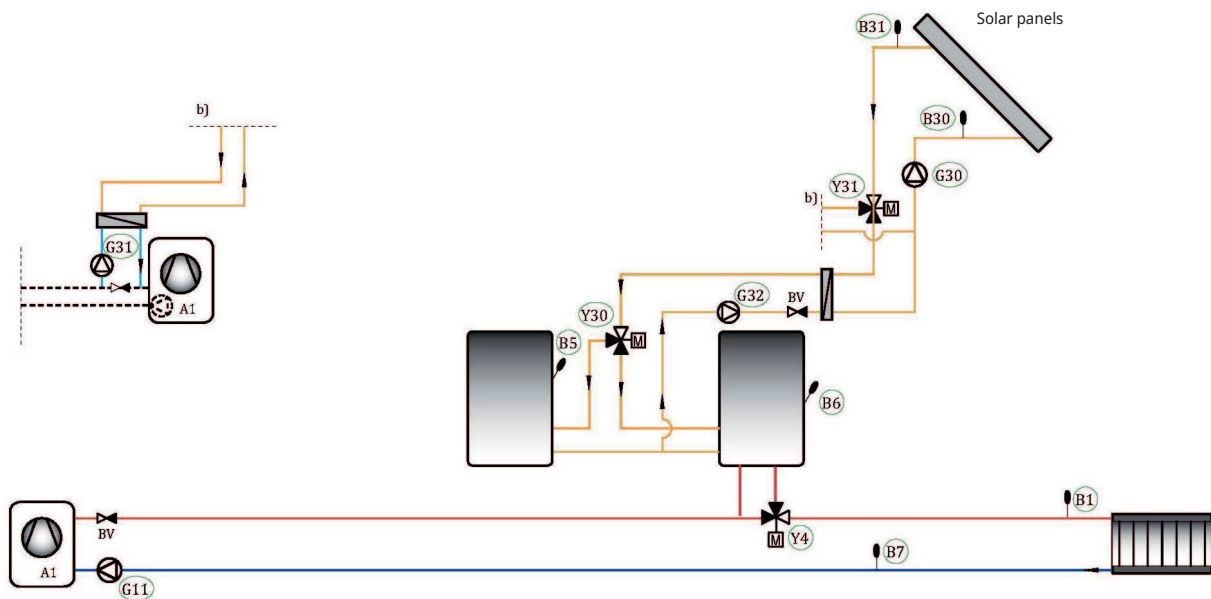 Solar panels
B31
b)
B30
G30
Y31
M
b)
G31
A1
G32
BV
Y30
M
B5
B6
B1
BV
Y4
M
B7
A1
G11